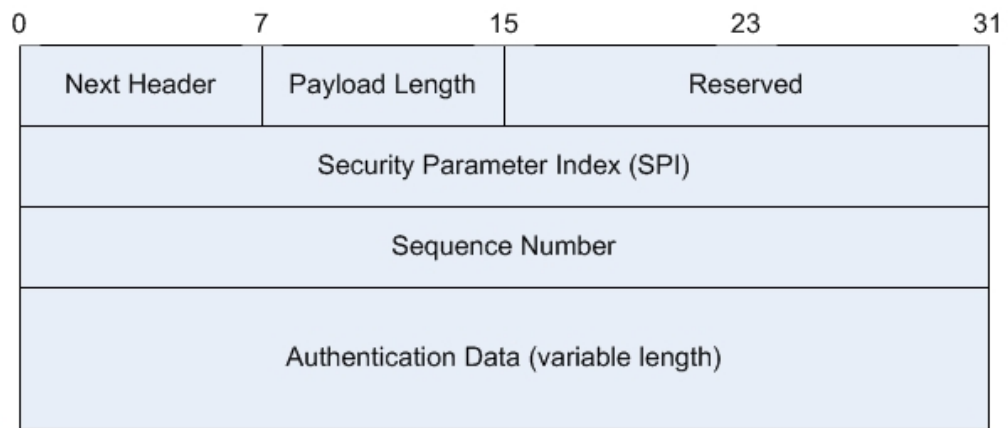 0 7 15 23 31
Next Header Payload Length Reserved
Security Parameter Index (SPI)
Sequence Number
Authentication Data (variable length)